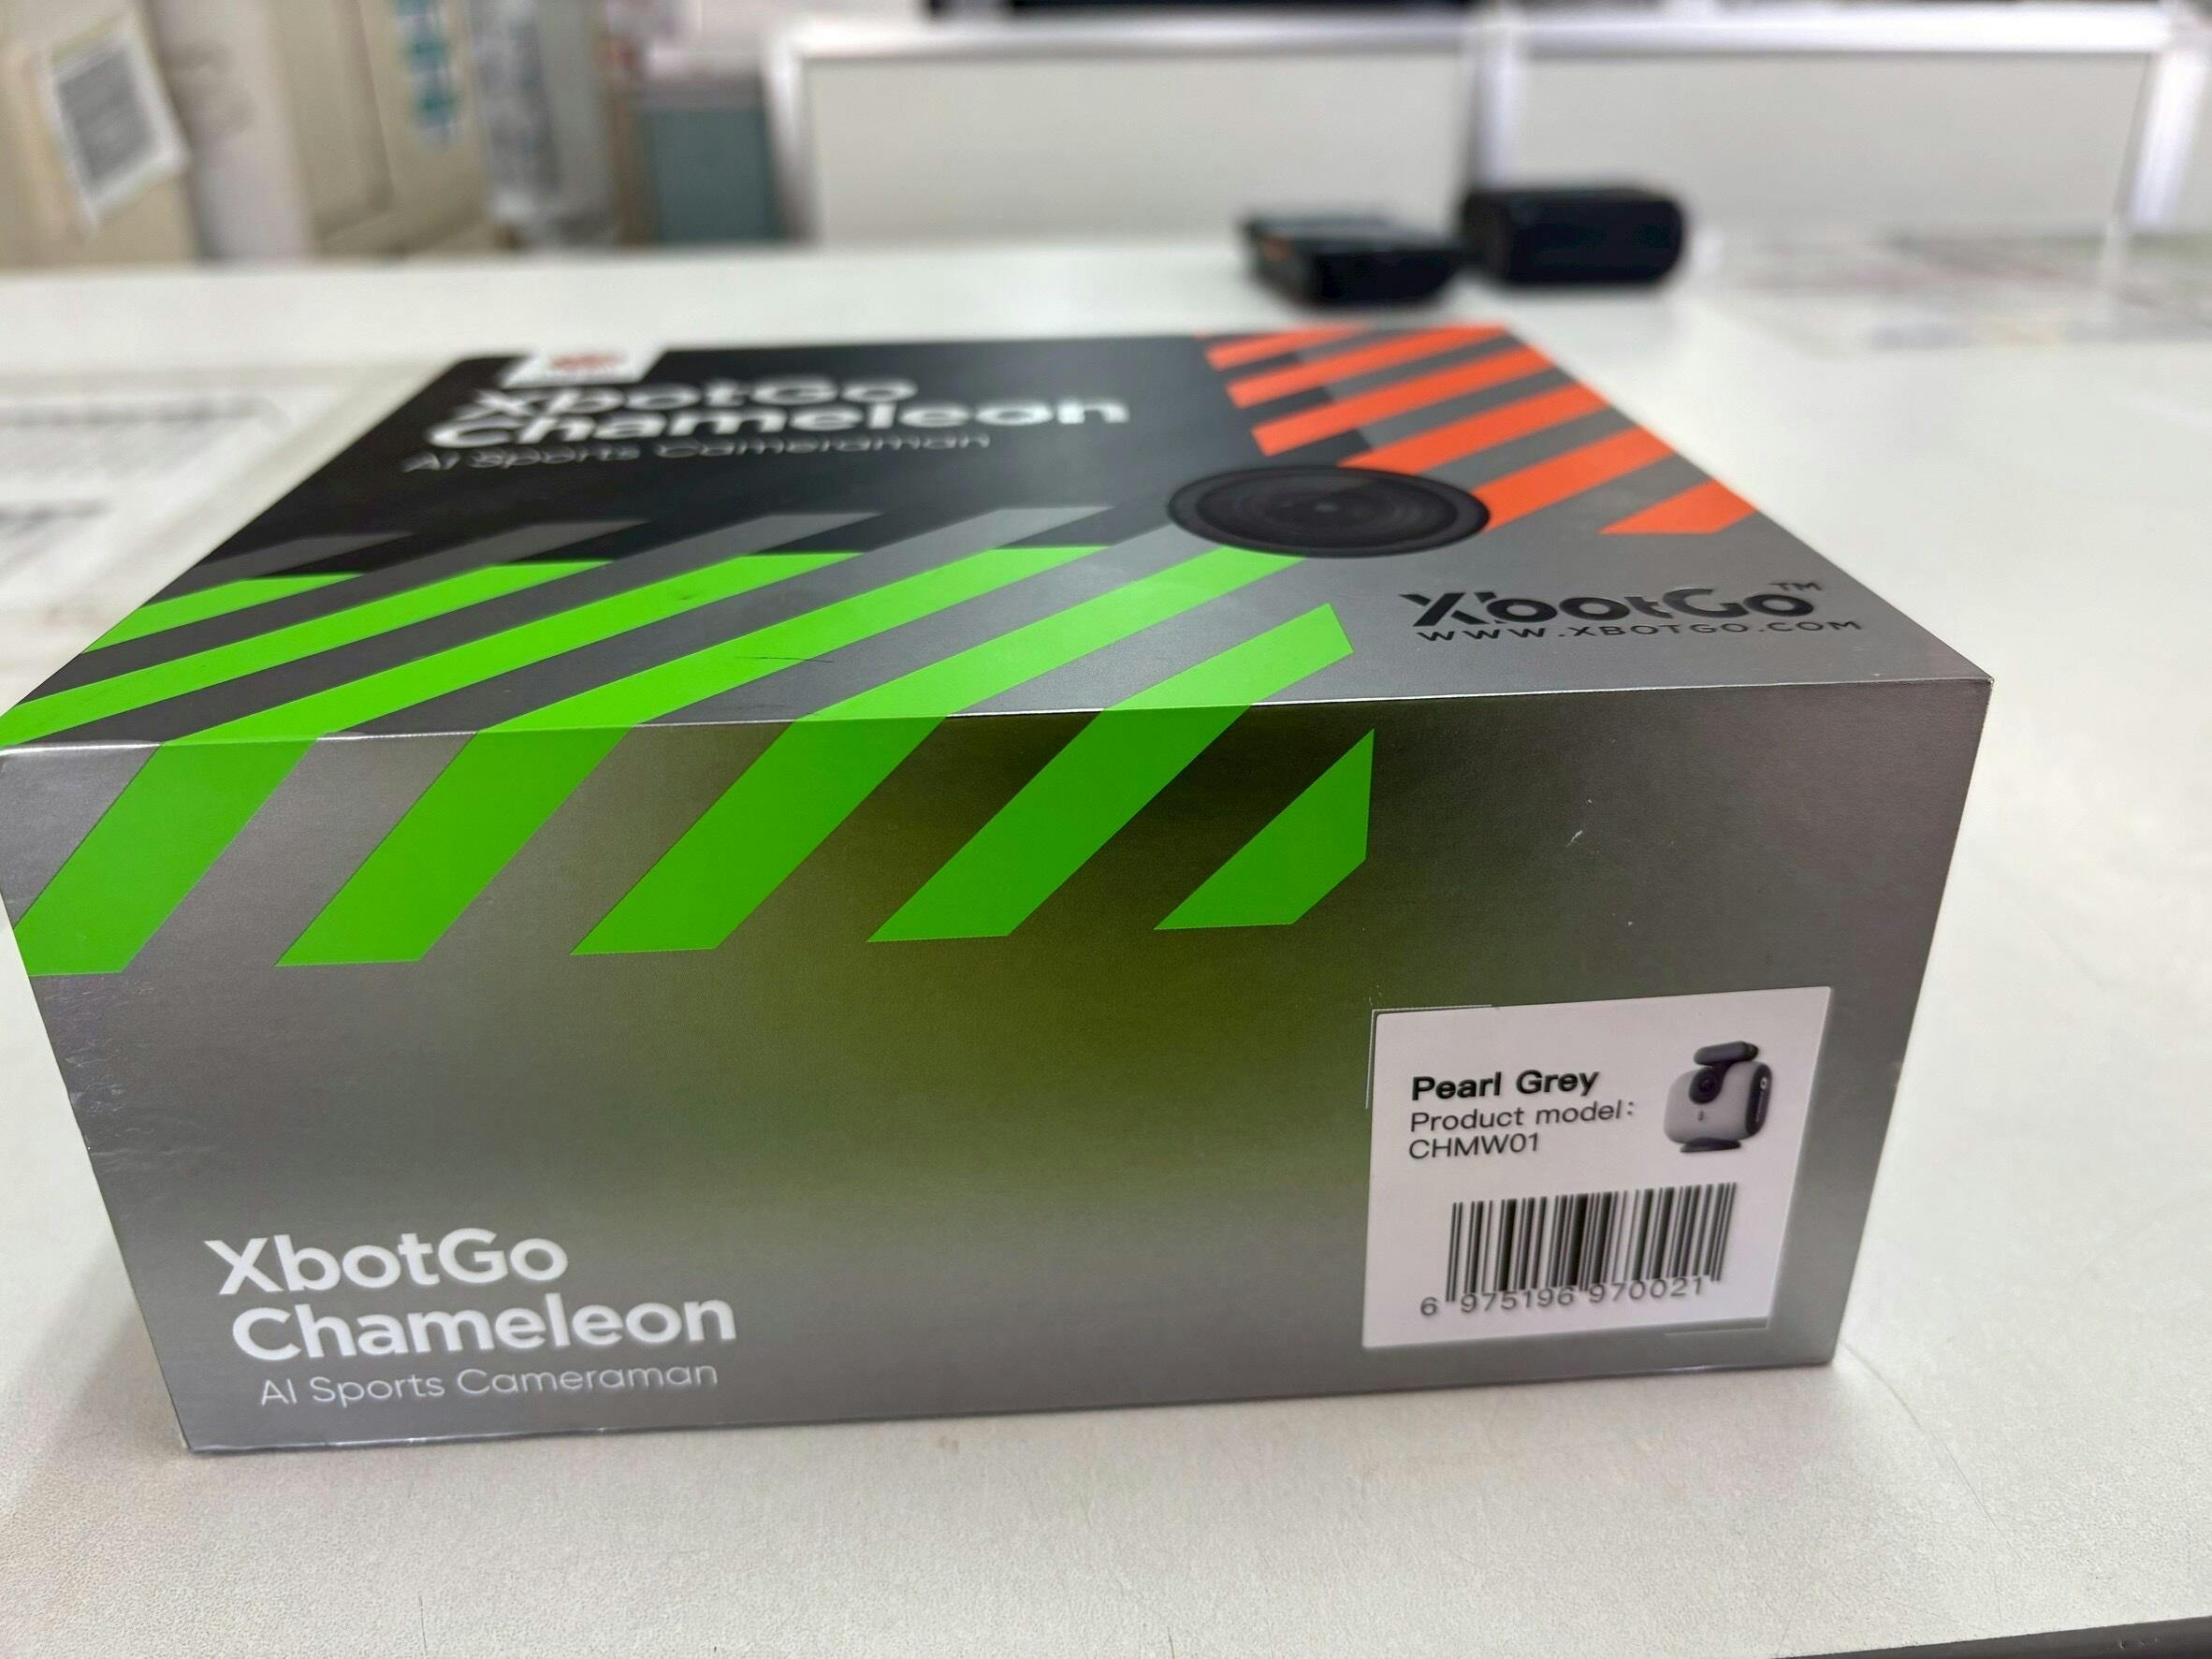 XbotGo
Chameleon
AI Sports Cameraman
XbotGo™
WWW.XBOTGO.COM
Pearl Grey
Product model:
CHMW01
6 975196 970021
XbotGo
Chameleon
AI Sports Cameraman